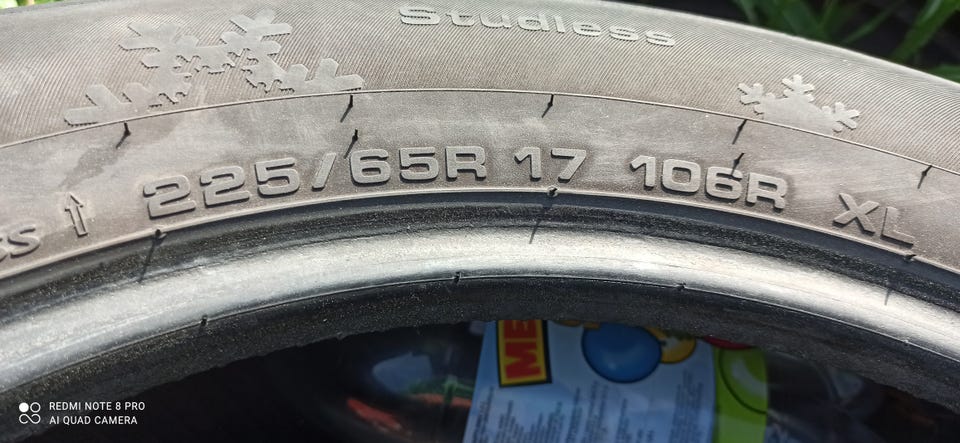 Studless
225/65R 17 106R XL
REDMI NOTE 8 PRO
AI QUAD CAMERA